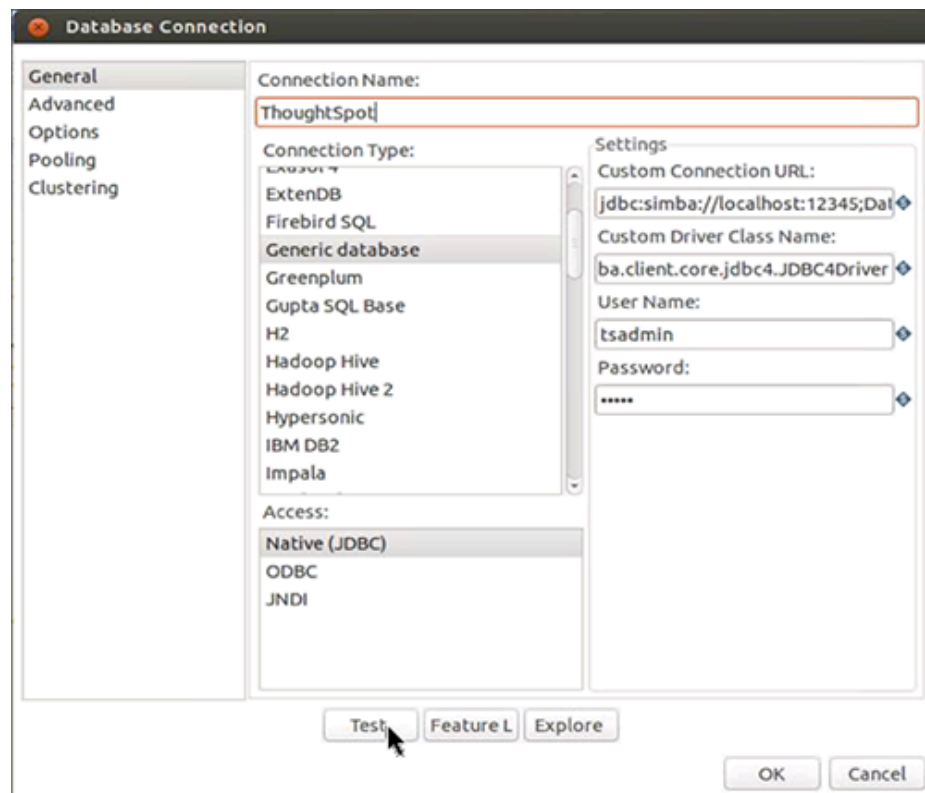 Database Connection
General
Advanced
Options
Pooling
Clustering
Connection Name:
ThoughtSpot
Connection Type:
ExtenDB
Firebird SQL
Generic database
Greenplum
Gupta SQL Base
H2
Hadoop Hive
Hadoop Hive 2
Hypersonic
IBM DB2
Impala
Access:
Native (JDBC)
ODBC
JNDI
Settings
Custom Connection URL:
jdbc:simba://localhost:12345;Dat
Custom Driver Class Name:
ba.client.core.jdbc4.JDBC4Driver
User Name:
tsadmin
Password:
•••••
Test
Feature L
Explore
OK
Cancel